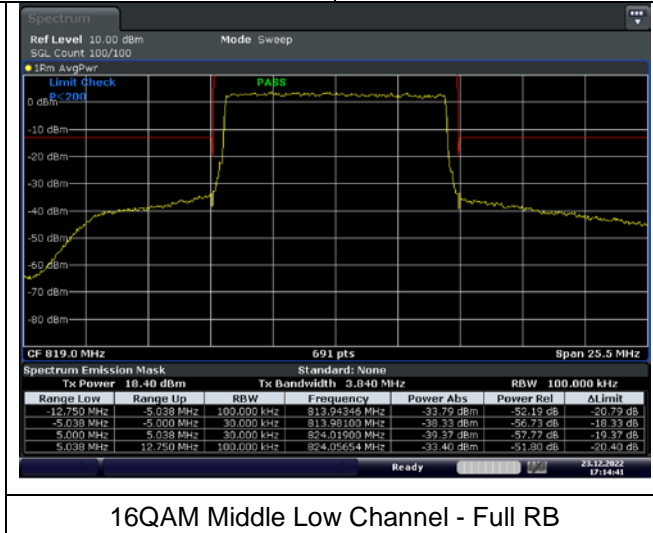 Spectrum
Ref Level 10.00 dBm Mode Sweep
SGL Count 100/100
1Rm AvgPwr
Limit Check PASS
P<200
0 dBm
-10 dBm
-20 dBm
-30 dBm
-40 dBm
-50 dBm
-60 dBm
-70 dBm
-80 dBm
CF 819.0 MHz 691 pts Span 25.5 MHz
Spectrum Emission Mask Standard: None
Tx Power 18.40 dBm Tx Bandwidth 3.840 MHz RBW 100.000 kHz
Range Low Range Up RBW Frequency Power Abs Power Rel ΔLimit
-12.750 MHz -5.038 MHz 100.000 kHz 813.94346 MHz -33.79 dBm -52.19 dB -20.79 dB
-5.038 MHz -5.000 MHz 30.000 kHz 813.98100 MHz -38.33 dBm -56.73 dB -18.33 dB
5.000 MHz 5.038 MHz 30.000 kHz 824.01900 MHz -39.37 dBm -57.77 dB -19.37 dB
5.038 MHz 12.750 MHz 100.000 kHz 824.05654 MHz -33.40 dBm -51.80 dB -20.40 dB
Ready 23.12.2022
17:14:41
16QAM Middle Low Channel - Full RB